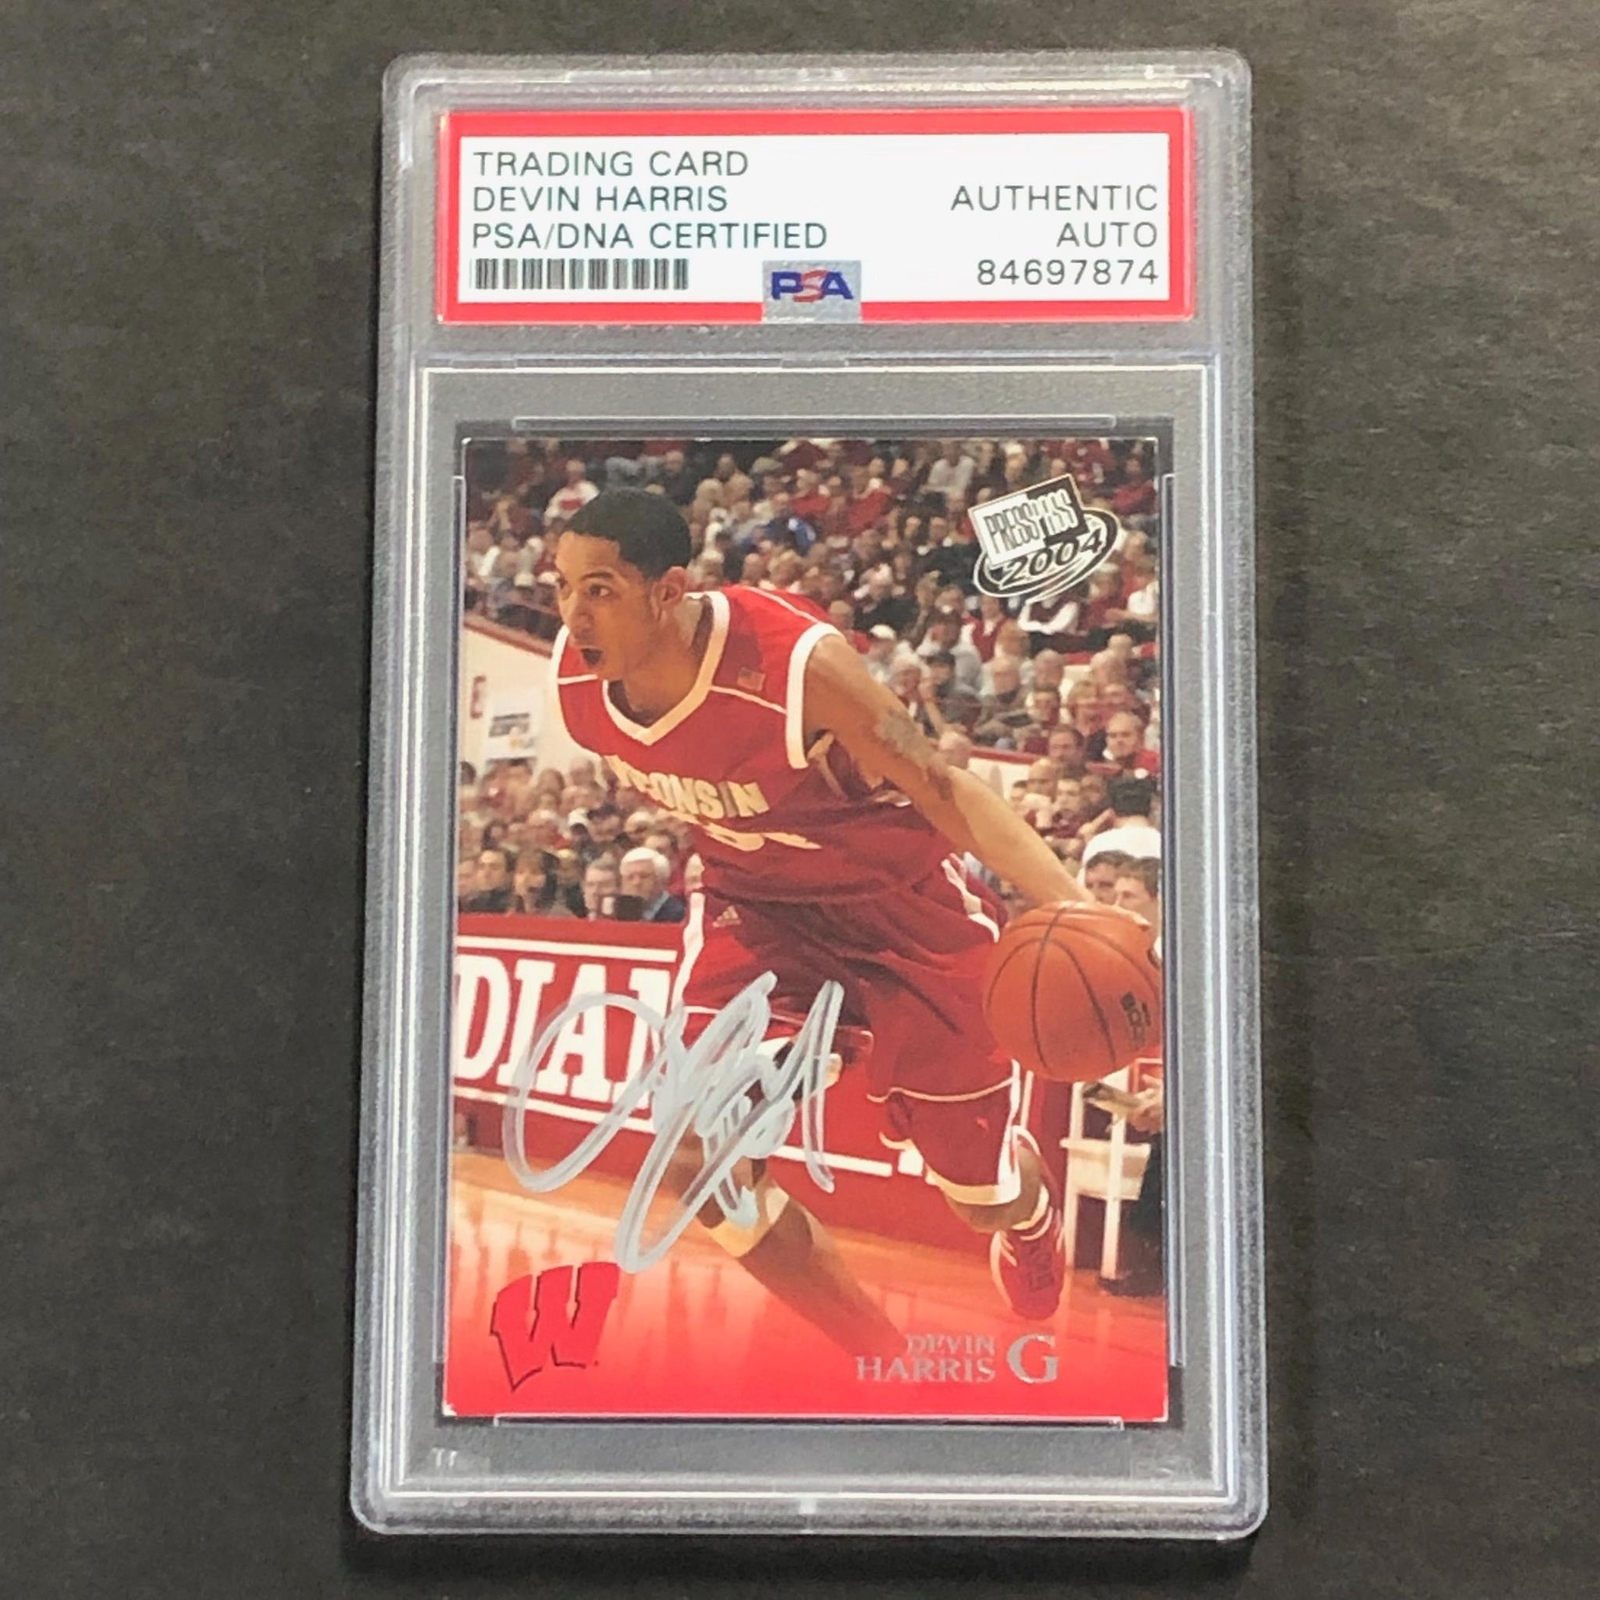 TRADING CARD
DEVIN HARRIS
PSA/DNA CERTIFIED
AUTHENTIC
AUTO
84697874
PSA
PRESS PASS
2004
WISCONSIN
DIAN
W
DEVIN
HARRIS G